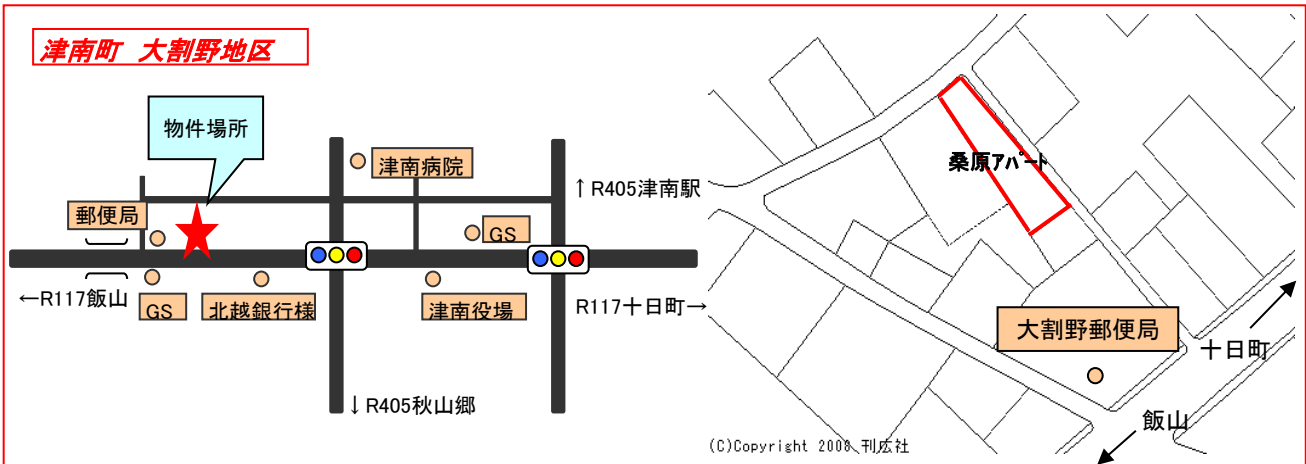 津南町 大割野地区
物件場所
津南病院
↑R405津南駅
郵便局
GS
←R117飯山
GS
北越銀行様
津南役場
R117十日町→
↓R405秋山郷
桑原アパート
大割野郵便局
十日町
飯山
(C)Copyright 2008 刊広社